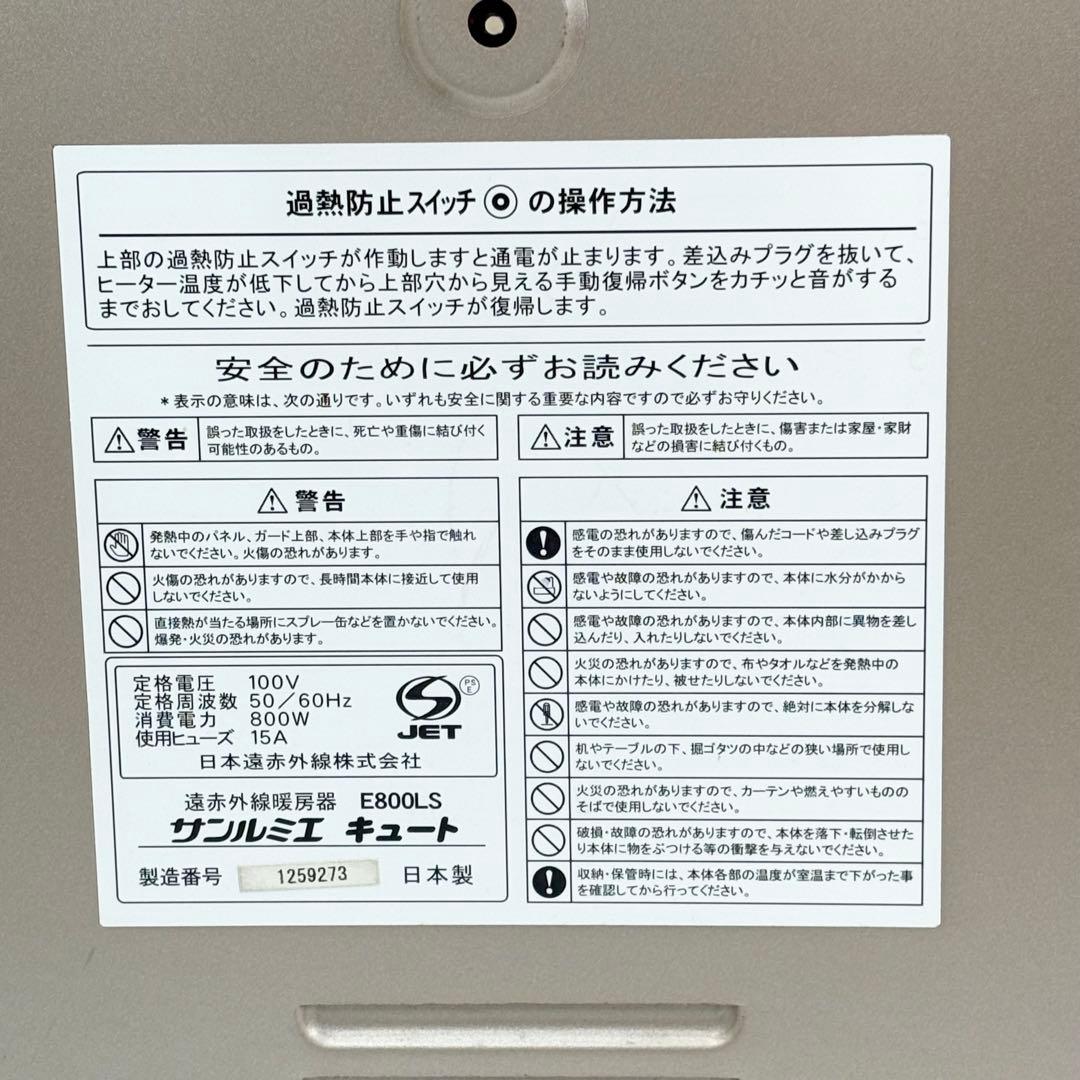 過熱防止スイッチ◉の操作方法
上部の過熱防止スイッチが作動しますと通電が止まります。差込みプラグを抜いて、
ヒーター温度が低下してから上部穴から見える手動復帰ボタンをカチッと音がする
までおしてください。過熱防止スイッチが復帰します。
安全のために必ずお読みください
*表示の意味は、次の通りです。いずれも安全に関する重要な内容ですので必ずお守りください。
⚠警告
誤った取扱をしたときに、死亡や重傷に結び付く
可能性のあるもの。
⚠注意
誤った取扱をしたときに、傷害または家屋・家財
などの損害に結び付くもの。
⚠ 警告
発熱中のパネル、ガード上部、本体上部を手や指で触れ
ないでください。火傷の恐れがあります。
火傷の恐れがありますので、長時間本体に接近して使用
しないでください。
直接熱が当たる場所にスプレー缶などを置かないでください。
爆発・火災の恐れがあります。
定格電圧 100V
定格周波数 50/60Hz
消費電力 800W
使用ヒューズ 15A
PS
E
JET
日本遠赤外線株式会社
遠赤外線暖房器 E800LS
サンルミエ キュート
製造番号 1259273 日本製
⚠ 注意
感電の恐れがありますので、傷んだコードや差し込みプラグ
をそのまま使用しないでください。
感電や故障の恐れがありますので、本体に水分がかから
ないようにしてください。
感電や故障の恐れがありますので、本体内部に異物を差し
込んだり、入れたりしないでください。
火災の恐れがありますので、布やタオルなどを発熱中の
本体にかけたり、被せたりしないでください。
感電や故障の恐れがありますので、絶対に本体を分解しな
いでください。
机やテーブルの下、掘ゴタツの中などの狭い場所で使用し
ないでください。
火災の恐れがありますので、カーテンや燃えやすいものの
そばで使用しないでください。
破損・故障の恐れがありますので、本体を落下・転倒させた
り本体に物をぶつける等の衝撃を与えないでください。
収納・保管時には、本体各部の温度が室温まで下がった事
を確認してから行ってください。